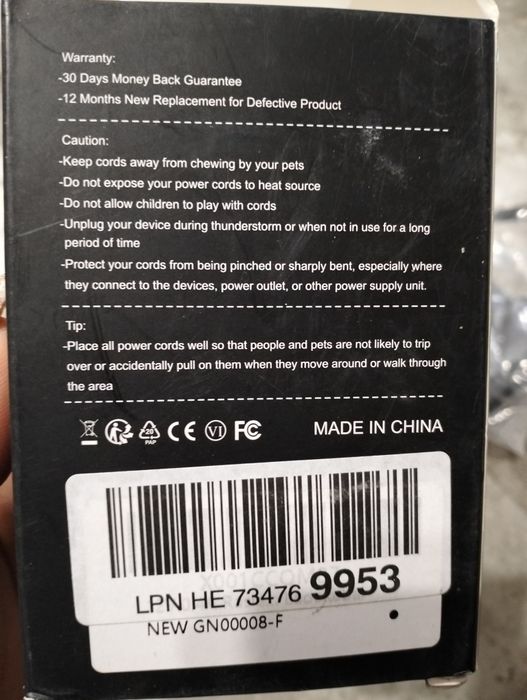 Warranty:
-30 Days Money Back Guarantee
-12 Months New Replacement for Defective Product
Caution:
-Keep cords away from chewing by your pets
-Do not expose your power cords to heat source
-Do not allow children to play with cords
-Unplug your device during thunderstorm or when not in use for a long
period of time
-Protect your cords from being pinched or sharply bent, especially where
they connect to the devices, power outlet, or other power supply unit.
Tip:
-Place all power cords well so that people and pets are not likely to trip
over or accidentally pull on them when they move around or walk through
the area
20 PAP CE VI FC MADE IN CHINA
LPN HE 73476 9953
NEW GN00008-F